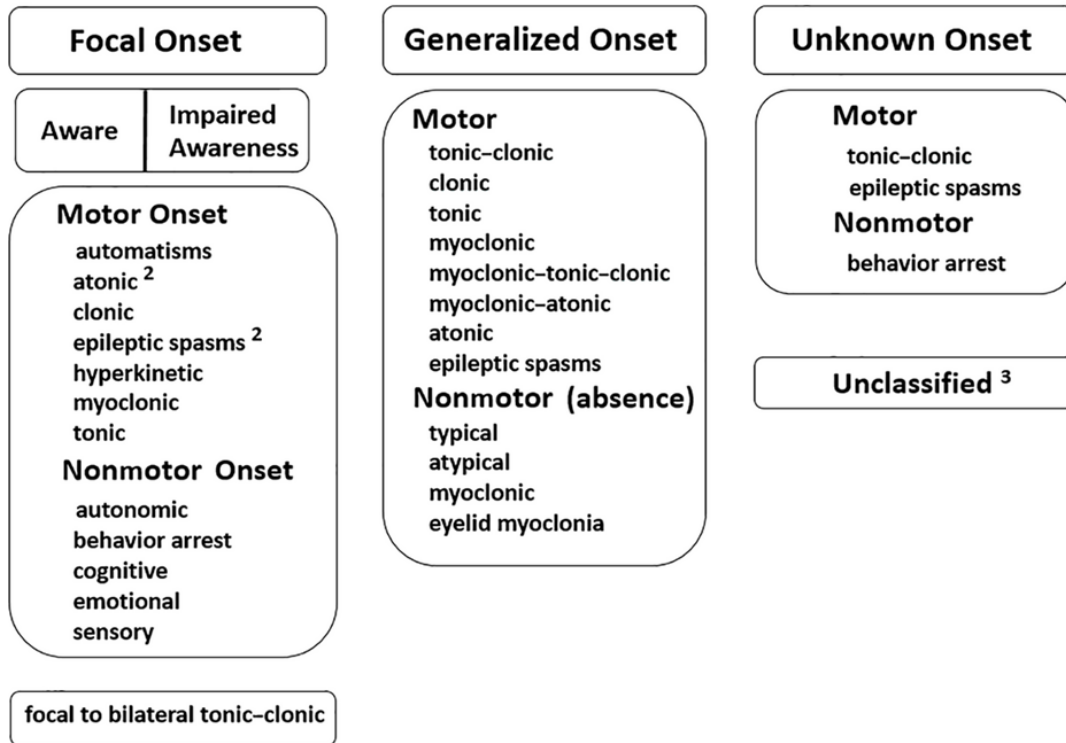 Focal Onset
Aware
Impaired
Awareness
Motor Onset
automatisms
atonic ²
clonic
epileptic spasms ²
hyperkinetic
myoclonic
tonic
Nonmotor Onset
autonomic
behavior arrest
cognitive
emotional
sensory
focal to bilateral tonic–clonic
Generalized Onset
Motor
tonic–clonic
clonic
tonic
myoclonic
myoclonic–tonic–clonic
myoclonic–atonic
atonic
epileptic spasms
Nonmotor (absence)
typical
atypical
myoclonic
eyelid myoclonia
Unknown Onset
Motor
tonic–clonic
epileptic spasms
Nonmotor
behavior arrest
Unclassified ³